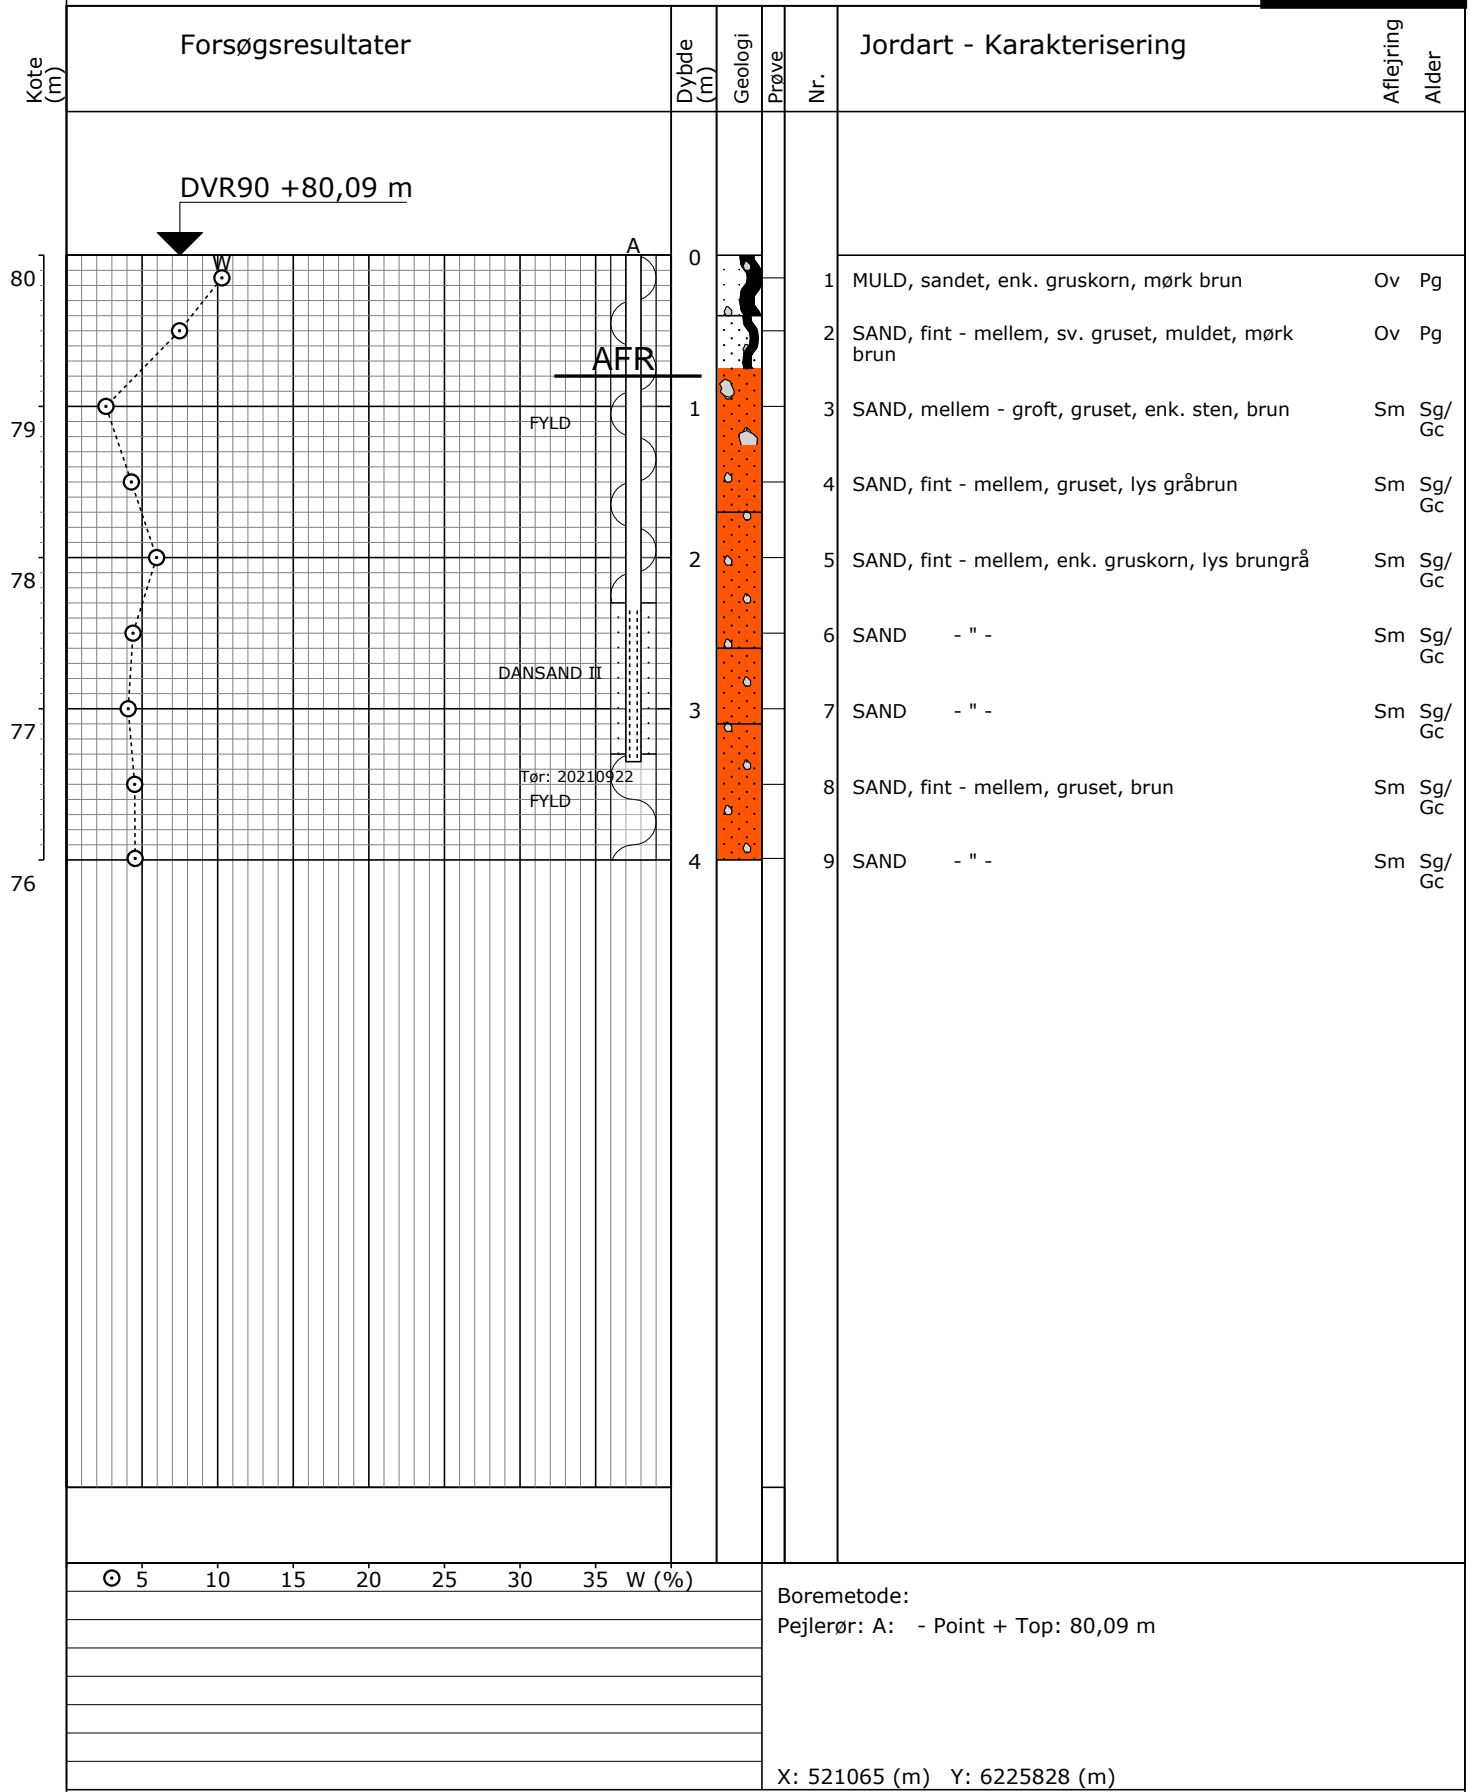 Forsøgsresultater
Kote (m)
Dybde (m)
Geologi
Prøve
Nr.
Jordart - Karakterisering
Aflejring
Alder
DVR90 +80,09 m
A
W
0
80
1 MULD, sandet, enk. gruskorn, mørk brun Ov Pg
2 SAND, fint - mellem, sv. gruset, muldet, mørk Ov Pg
brun
AFR
1
3 SAND, mellem - groft, gruset, enk. sten, brun Sm Sg/
Gc
FYLD
79
4 SAND, fint - mellem, gruset, lys gråbrun Sm Sg/
Gc
2
5 SAND, fint - mellem, enk. gruskorn, lys brungrå Sm Sg/
Gc
78
6 SAND - " - Sm Sg/
Gc
DANSAND II
3
7 SAND - " - Sm Sg/
Gc
77
Tør: 20210922
8 SAND, fint - mellem, gruset, brun Sm Sg/
Gc
FYLD
4
9 SAND - " - Sm Sg/
Gc
76
5 10 15 20 25 30 35 W (%)
Boremetode:
Pejlerør: A: - Point + Top: 80,09 m
X: 521065 (m) Y: 6225828 (m)